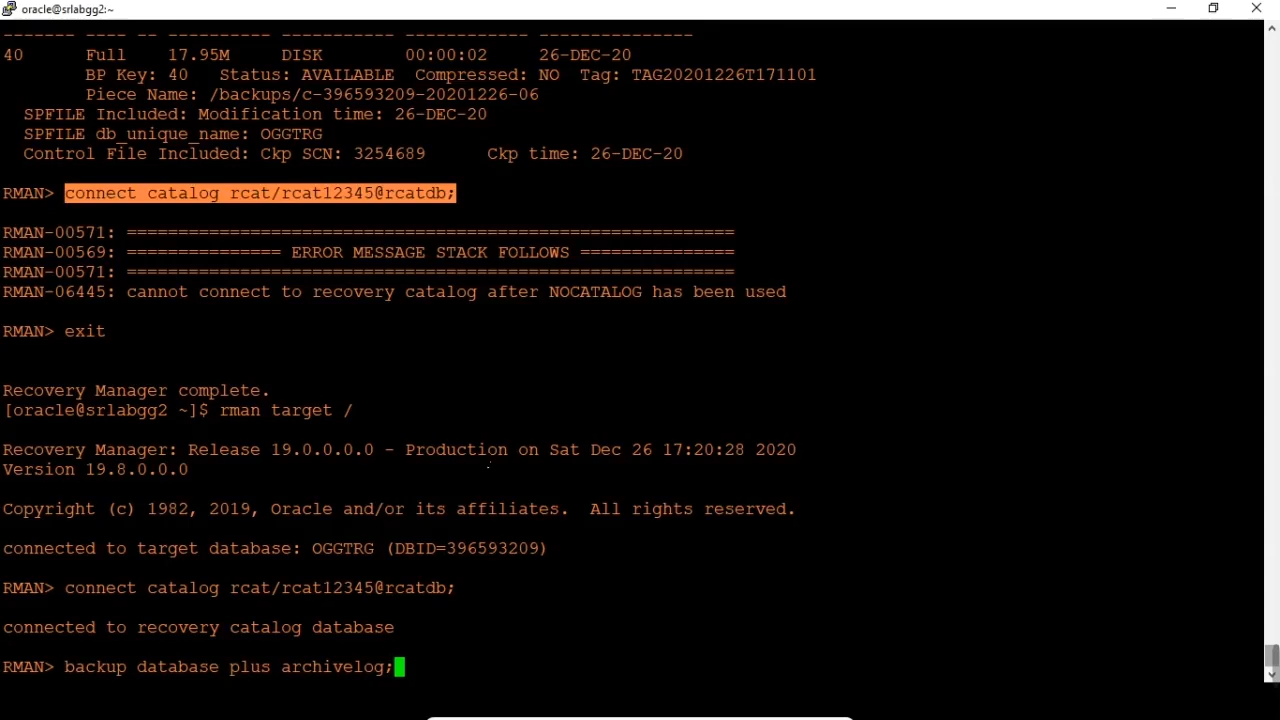 oracle@srlabgg2:~
------- ---- -- ---------- ----------- ------------ ---------------
40      Full    17.95M     DISK        00:00:02     26-DEC-20
        BP Key: 40   Status: AVAILABLE  Compressed: NO  Tag: TAG20201226T171101
        Piece Name: /backups/c-396593209-20201226-06
  SPFILE Included: Modification time: 26-DEC-20
  SPFILE db_unique_name: OGGTRG
  Control File Included: Ckp SCN: 3254689      Ckp time: 26-DEC-20
RMAN> connect catalog rcat/rcat12345@rcatdb;
RMAN-00571: ===========================================================
RMAN-00569: =============== ERROR MESSAGE STACK FOLLOWS ===============
RMAN-00571: ===========================================================
RMAN-06445: cannot connect to recovery catalog after NOCATALOG has been used
RMAN> exit
Recovery Manager complete.
[oracle@srlabgg2 ~]$ rman target /
Recovery Manager: Release 19.0.0.0.0 - Production on Sat Dec 26 17:20:28 2020
Version 19.8.0.0.0
Copyright (c) 1982, 2019, Oracle and/or its affiliates.  All rights reserved.
connected to target database: OGGTRG (DBID=396593209)
RMAN> connect catalog rcat/rcat12345@rcatdb;
connected to recovery catalog database
RMAN> backup database plus archivelog;